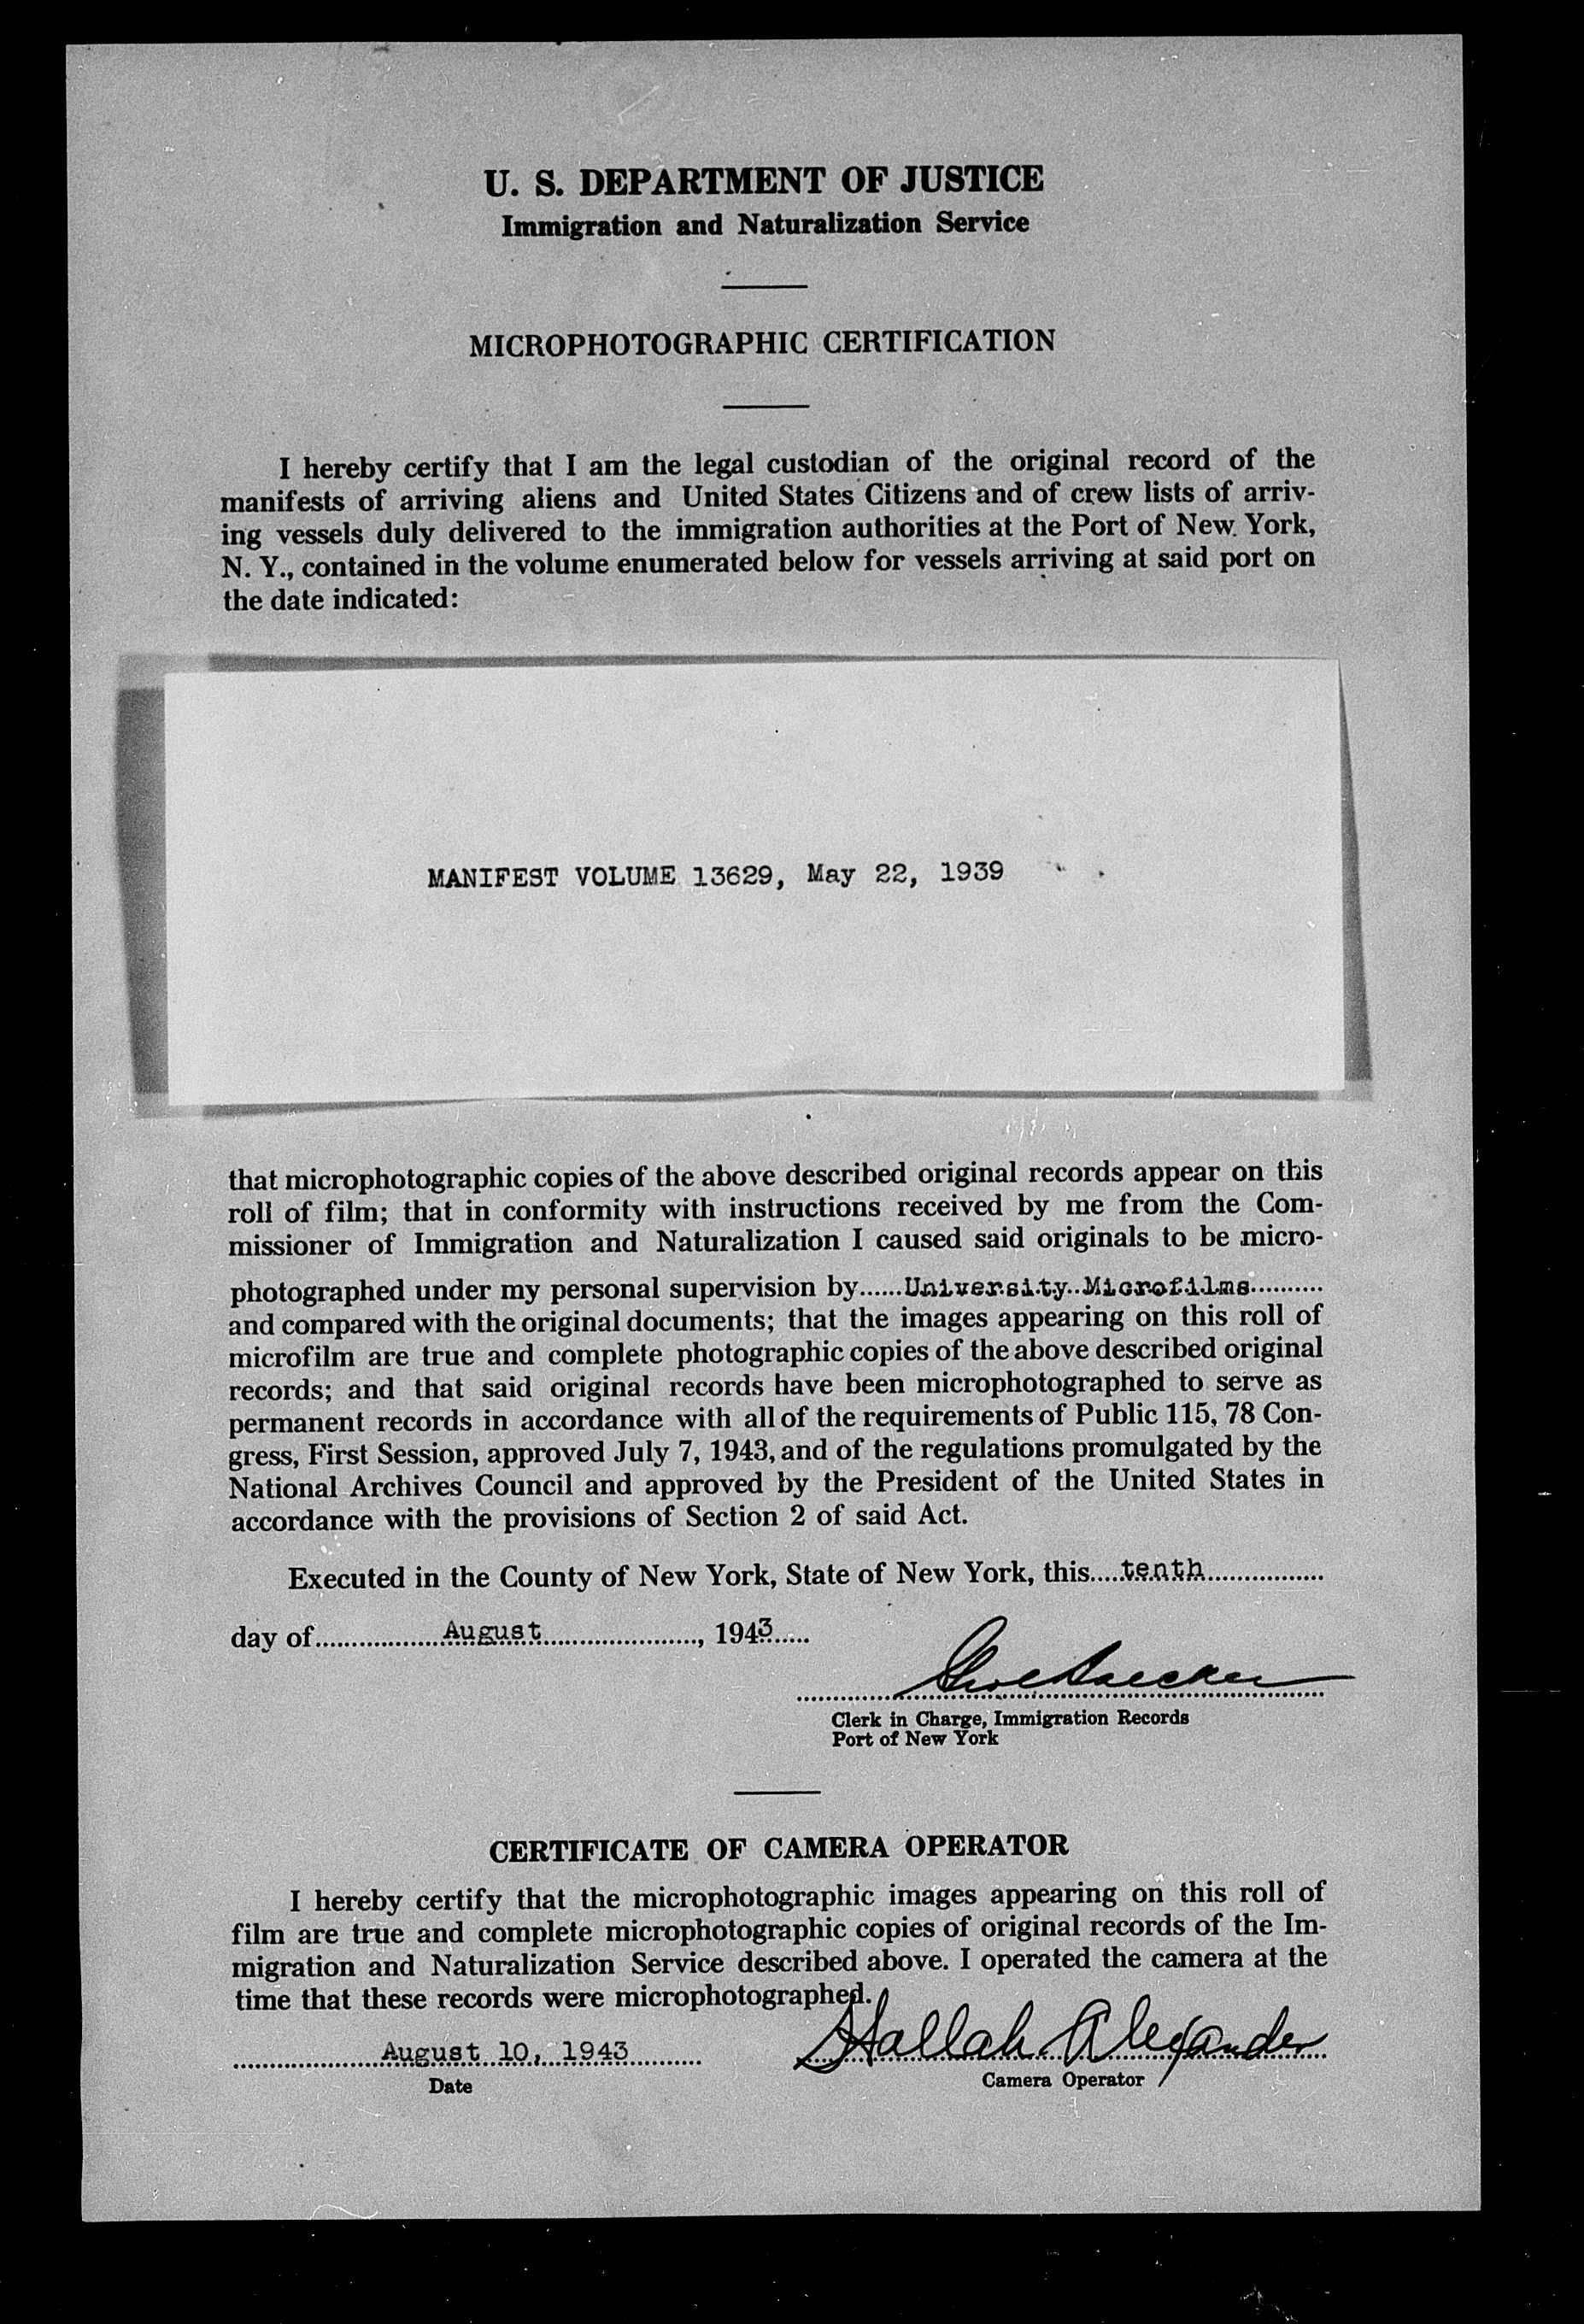 U. S. DEPARTMENT OF JUSTICE
Immigration and Naturalization Service
MICROPHOTOGRAPHIC CERTIFICATION
I hereby certify that I am the legal custodian of the original record of the
manifests of arriving aliens and United States Citizens and of crew lists of arriv-
ing vessels duly delivered to the immigration authorities at the Port of New York,
N. Y., contained in the volume enumerated below for vessels arriving at said port on
the date indicated:
MANIFEST VOLUME 13629, May 22, 1939
that microphotographic copies of the above described original records appear on this
roll of film; that in conformity with instructions received by me from the Com-
missioner of Immigration and Naturalization I caused said originals to be micro-
photographed under my personal supervision by......University Microfilms..........
and compared with the original documents; that the images appearing on this roll of
microfilm are true and complete photographic copies of the above described original
records; and that said original records have been microphotographed to serve as
permanent records in accordance with all of the requirements of Public 115, 78 Con-
gress, First Session, approved July 7, 1943, and of the regulations promulgated by the
National Archives Council and approved by the President of the United States in
accordance with the provisions of Section 2 of said Act.
Executed in the County of New York, State of New York, this.....tenth................
day of..................August......................, 1943......
Clerk in Charge, Immigration Records
Port of New York
CERTIFICATE OF CAMERA OPERATOR
I hereby certify that the microphotographic images appearing on this roll of
film are true and complete microphotographic copies of original records of the Im-
migration and Naturalization Service described above. I operated the camera at the
time that these records were microphotographed.
August 10, 1943 Hallah Alexander
Date Camera Operator